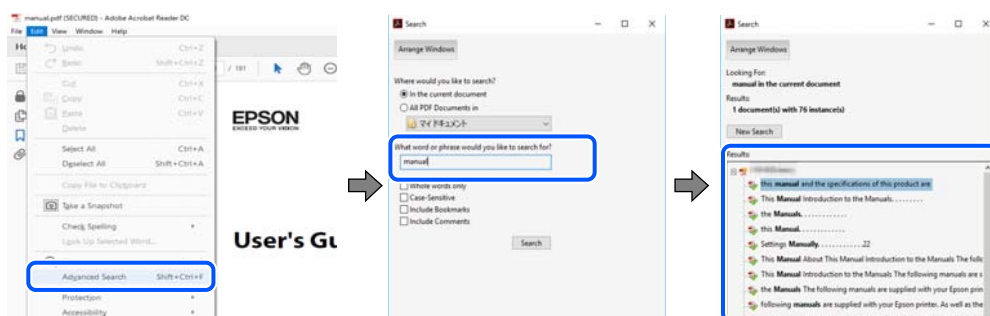 manual.pdf (SECURED) - Adobe Acrobat Reader DC
File Edit View Window Help
Undo Ctrl+Z
Redo Shift+Ctrl+Z
Cut Ctrl+X
Copy Ctrl+C
Paste Ctrl+V
Delete
Select All Ctrl+A
Deselect All Shift+Ctrl+A
Copy File to Clipboard
Take a Snapshot
Check Spelling
Look Up Selected Word...
Advanced Search Shift+Ctrl+F
Protection
Accessibility
/ 181
EPSON
EXCEED YOUR VISION
User's Gu
Search
Arrange Windows
Where would you like to search?
In the current document
All PDF Documents in
マイ ドキュメント
What word or phrase would you like to search for?
manual
Whole words only
Case-Sensitive
Include Bookmarks
Include Comments
Search
Search
Arrange Windows
Looking For:
manual in the current document
Results:
1 document(s) with 76 instance(s)
New Search
Results:
this manual and the specifications of this product are
This Manual Introduction to the Manuals. . . . . . . . .
the Manuals. . . . . . . . . . . . .
this Manual. . . . . . . . . . . . .
Settings Manually. . . . . . . . . . . . .22
This Manual About This Manual Introduction to the Manuals The follo
This Manual Introduction to the Manuals The following manuals are s
the Manuals The following manuals are supplied with your Epson prin
following manuals are supplied with your Epson printer. As well as the